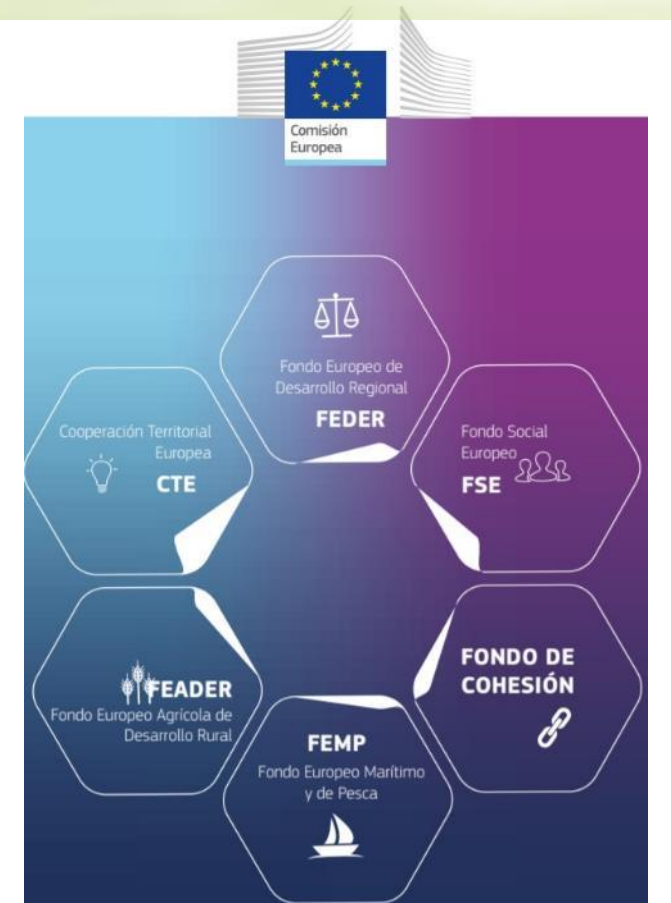 Comisión
Europea
Fondo Europeo de
Desarrollo Regional
FEDER
Cooperación Territorial
Europea
CTE
Fondo Social
Europeo
FSE
FEADER
Fondo Europeo Agrícola de
Desarrollo Rural
FONDO DE
COHESIÓN
FEMP
Fondo Europeo Marítimo
y de Pesca